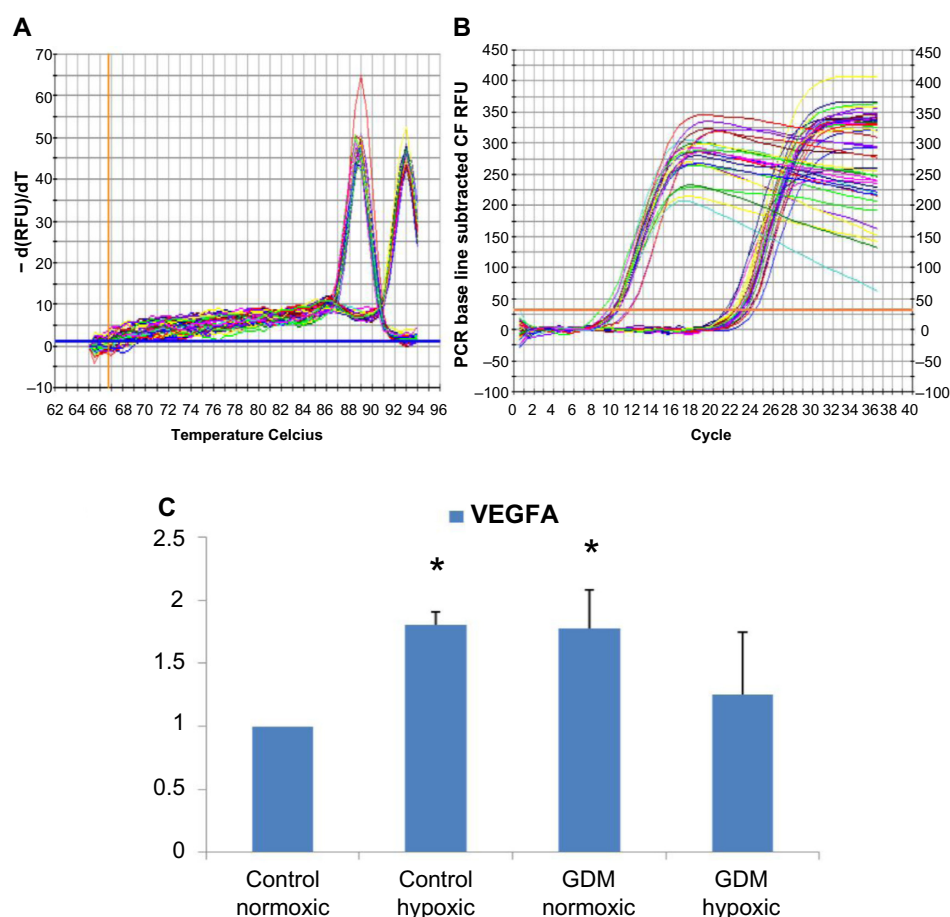 A
70
60
50
40
30
20
10
0
–10
– d(RFU)/dT
62 64 66 68 70 72 74 76 78 80 82 84 86 88 90 92 94 96
Temperature Celcius
B
450
400
350
300
250
200
150
100
50
0
–50
–100
PCR base line subtracted CF RFU
450
400
350
300
250
200
150
100
50
0
–50
–100
0 2 4 6 8 10 12 14 16 18 20 22 24 26 28 30 32 34 36 38 40
Cycle
C
VEGFA
2.5
2
1.5
1
0.5
0
* *
Control normoxic
Control hypoxic
GDM normoxic
GDM hypoxic